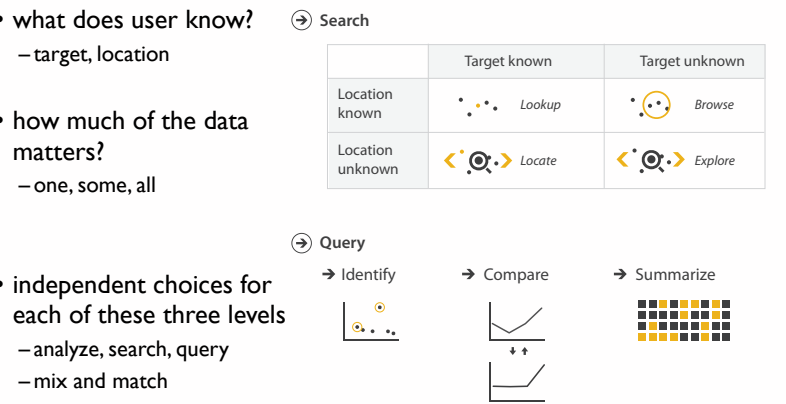 • what does user know?
– target, location
• how much of the data
matters?
– one, some, all
• independent choices for
each of these three levels
– analyze, search, query
– mix and match
Search
Target known Target unknown
Location
known
Lookup Browse
Location
unknown
Locate Explore
Query
Identify Compare Summarize